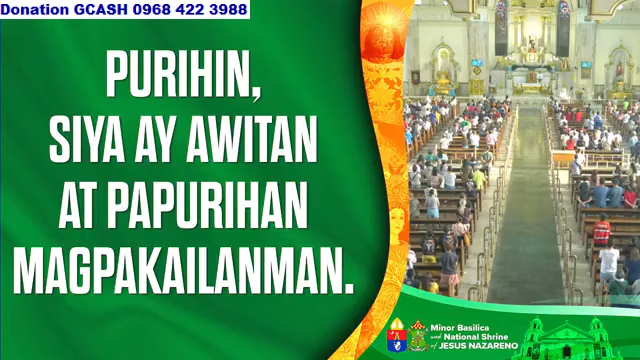 Donation GCASH 0968 422 3988
PURIHIN,
SIYA AY AWITAN
AT PAPURIHAN
MAGPAKAILANMAN.
Minor Basilica
and National Shrine
of JESUS NAZARENO